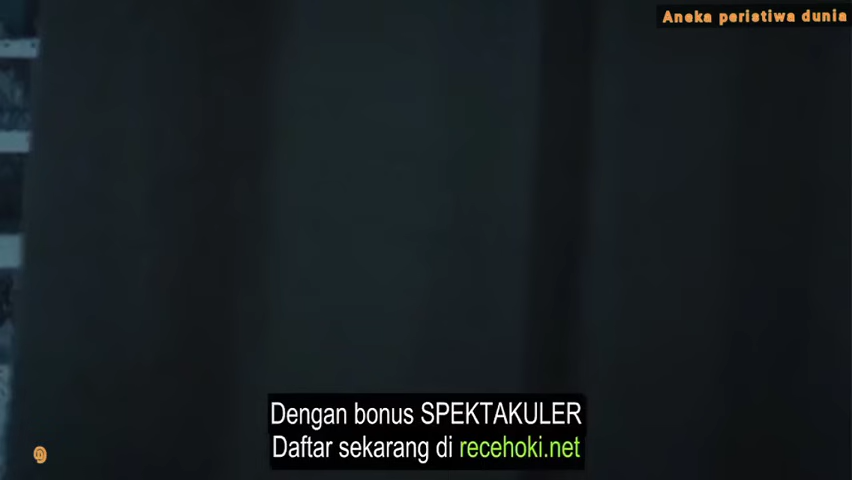 Aneka peristiwa dunia
Dengan bonus SPEKTAKULER
Daftar sekarang di recehoki.net